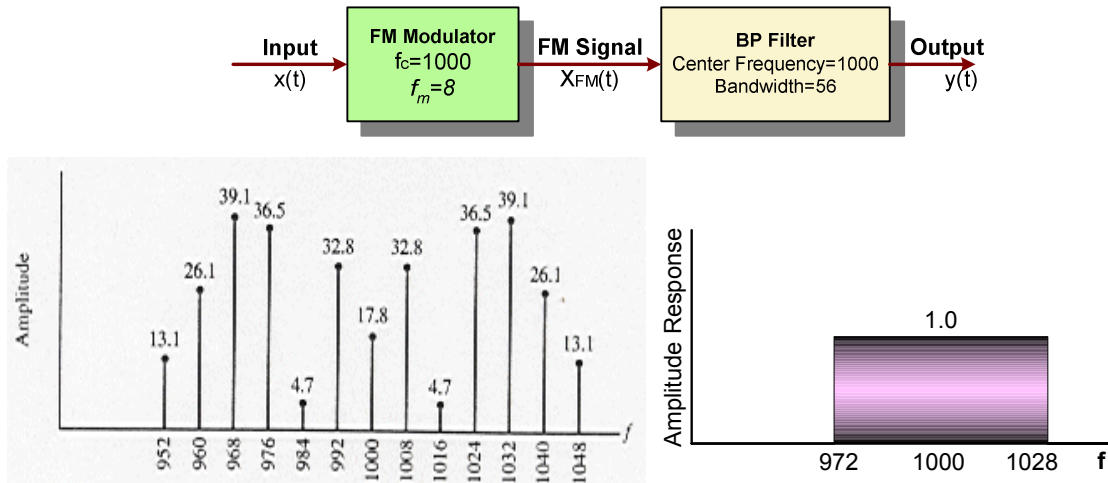 Input
x(t)
FM Modulator
fc=1000
fm=8
FM Signal
XFM(t)
BP Filter
Center Frequency=1000
Bandwidth=56
Output
y(t)
Amplitude
13.1
26.1
39.1
36.5
4.7
32.8
17.8
32.8
4.7
36.5
39.1
26.1
13.1
952
960
968
976
984
992
1000
1008
1016
1024
1032
1040
1048
f
Amplitude Response
1.0
972
1000
1028
f